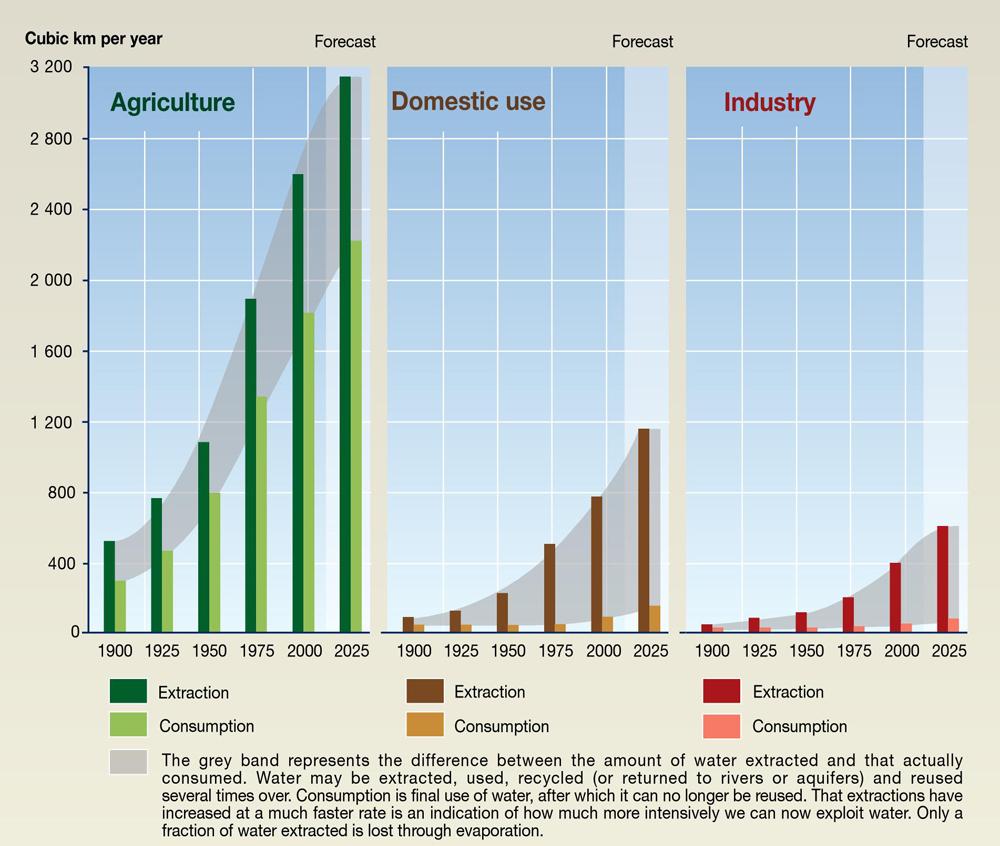 Cubic km per year
Forecast
Forecast
Forecast
3 200
2 800
2 400
2 000
1 600
1 200
800
400
0
Agriculture
Domestic use
Industry
1900 1925 1950 1975 2000 2025
1900 1925 1950 1975 2000 2025
1900 1925 1950 1975 2000 2025
Extraction
Consumption
Extraction
Consumption
Extraction
Consumption
The grey band represents the difference between the amount of water extracted and that actually
consumed. Water may be extracted, used, recycled (or returned to rivers or aquifers) and reused
several times over. Consumption is final use of water, after which it can no longer be reused. That extractions have
increased at a much faster rate is an indication of how much more intensively we can now exploit water. Only a
fraction of water extracted is lost through evaporation.